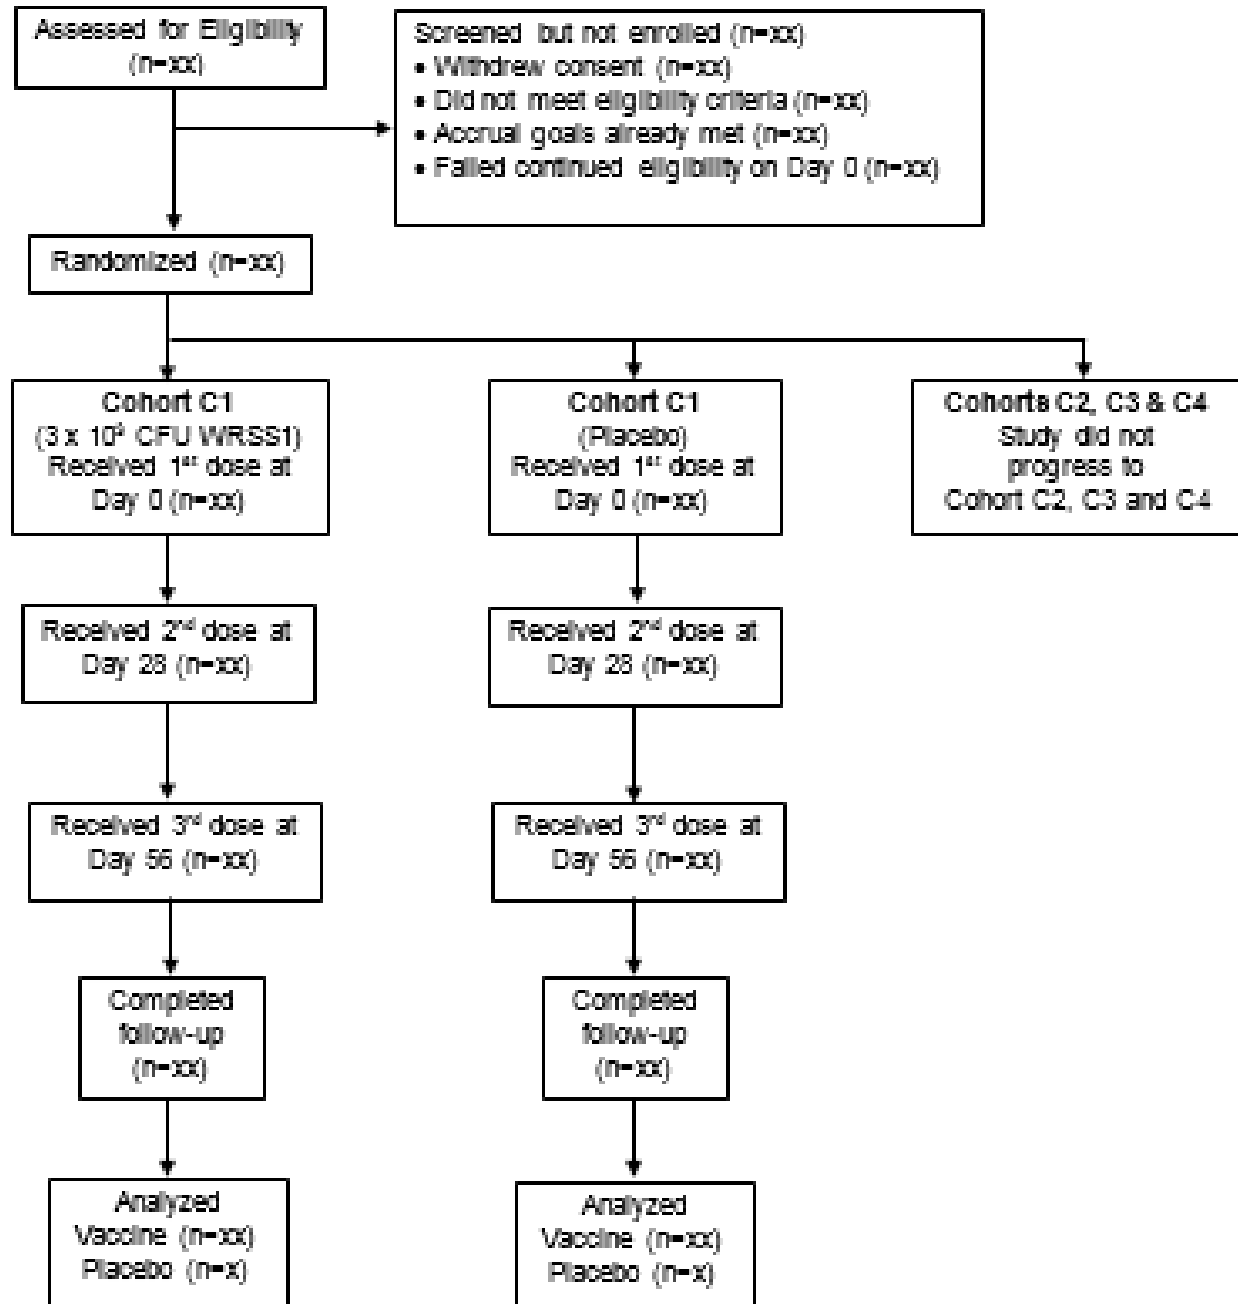 Assessed for Eligibility
(n=xx)
Screened but not enrolled (n=xx)
• Withdrew consent (n=xx)
• Did not meet eligibility criteria (n=xx)
• Accrual goals already met (n=xx)
• Failed continued eligibility on Day 0 (n=xx)
Randomized (n=xx)
Cohort C1
(3 x 10³ CFU WRSS1)
Received 1ˢᵗ dose at
Day 0 (n=xx)
Cohort C1
(Placebo)
Received 1ˢᵗ dose at
Day 0 (n=xx)
Cohorts C2, C3 & C4
Study did not
progress to
Cohort C2, C3 and C4
Received 2ⁿᵈ dose at
Day 28 (n=xx)
Received 2ⁿᵈ dose at
Day 28 (n=xx)
Received 3ʳᵈ dose at
Day 56 (n=xx)
Received 3ʳᵈ dose at
Day 56 (n=xx)
Completed
follow-up
(n=xx)
Completed
follow-up
(n=xx)
Analyzed
Vaccine (n=xx)
Placebo (n=x)
Analyzed
Vaccine (n=xx)
Placebo (n=x)